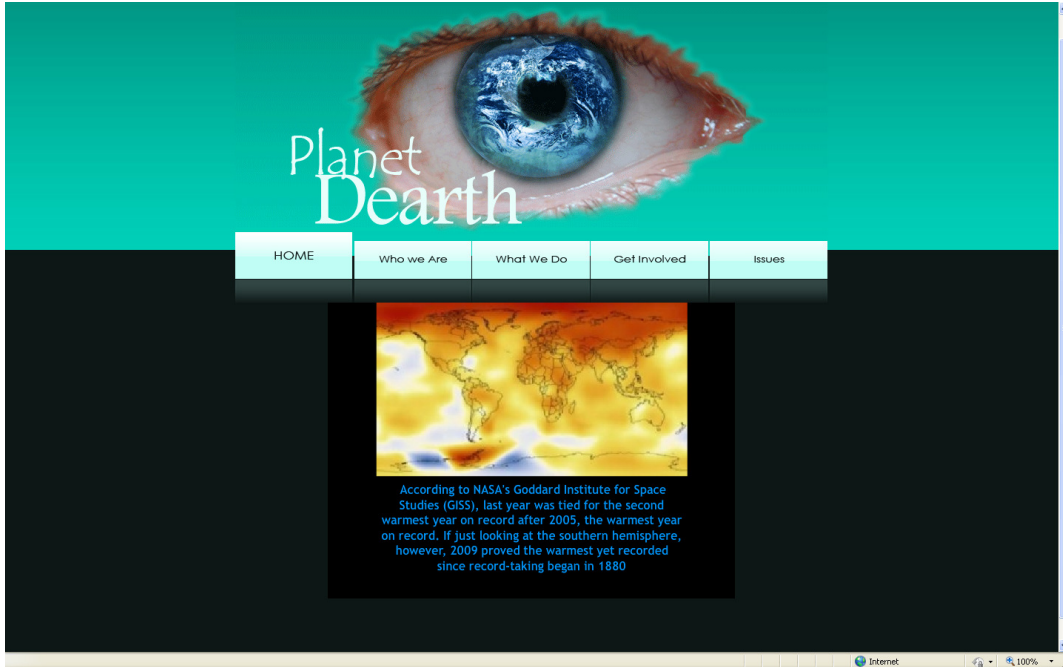 Planet
Dearth
HOME
Who we Are
What We Do
Get Involved
Issues
According to NASA's Goddard Institute for Space
Studies (GISS), last year was tied for the second
warmest year on record after 2005, the warmest year
on record. If just looking at the southern hemisphere,
however, 2009 proved the warmest yet recorded
since record-taking began in 1880
Internet
100%